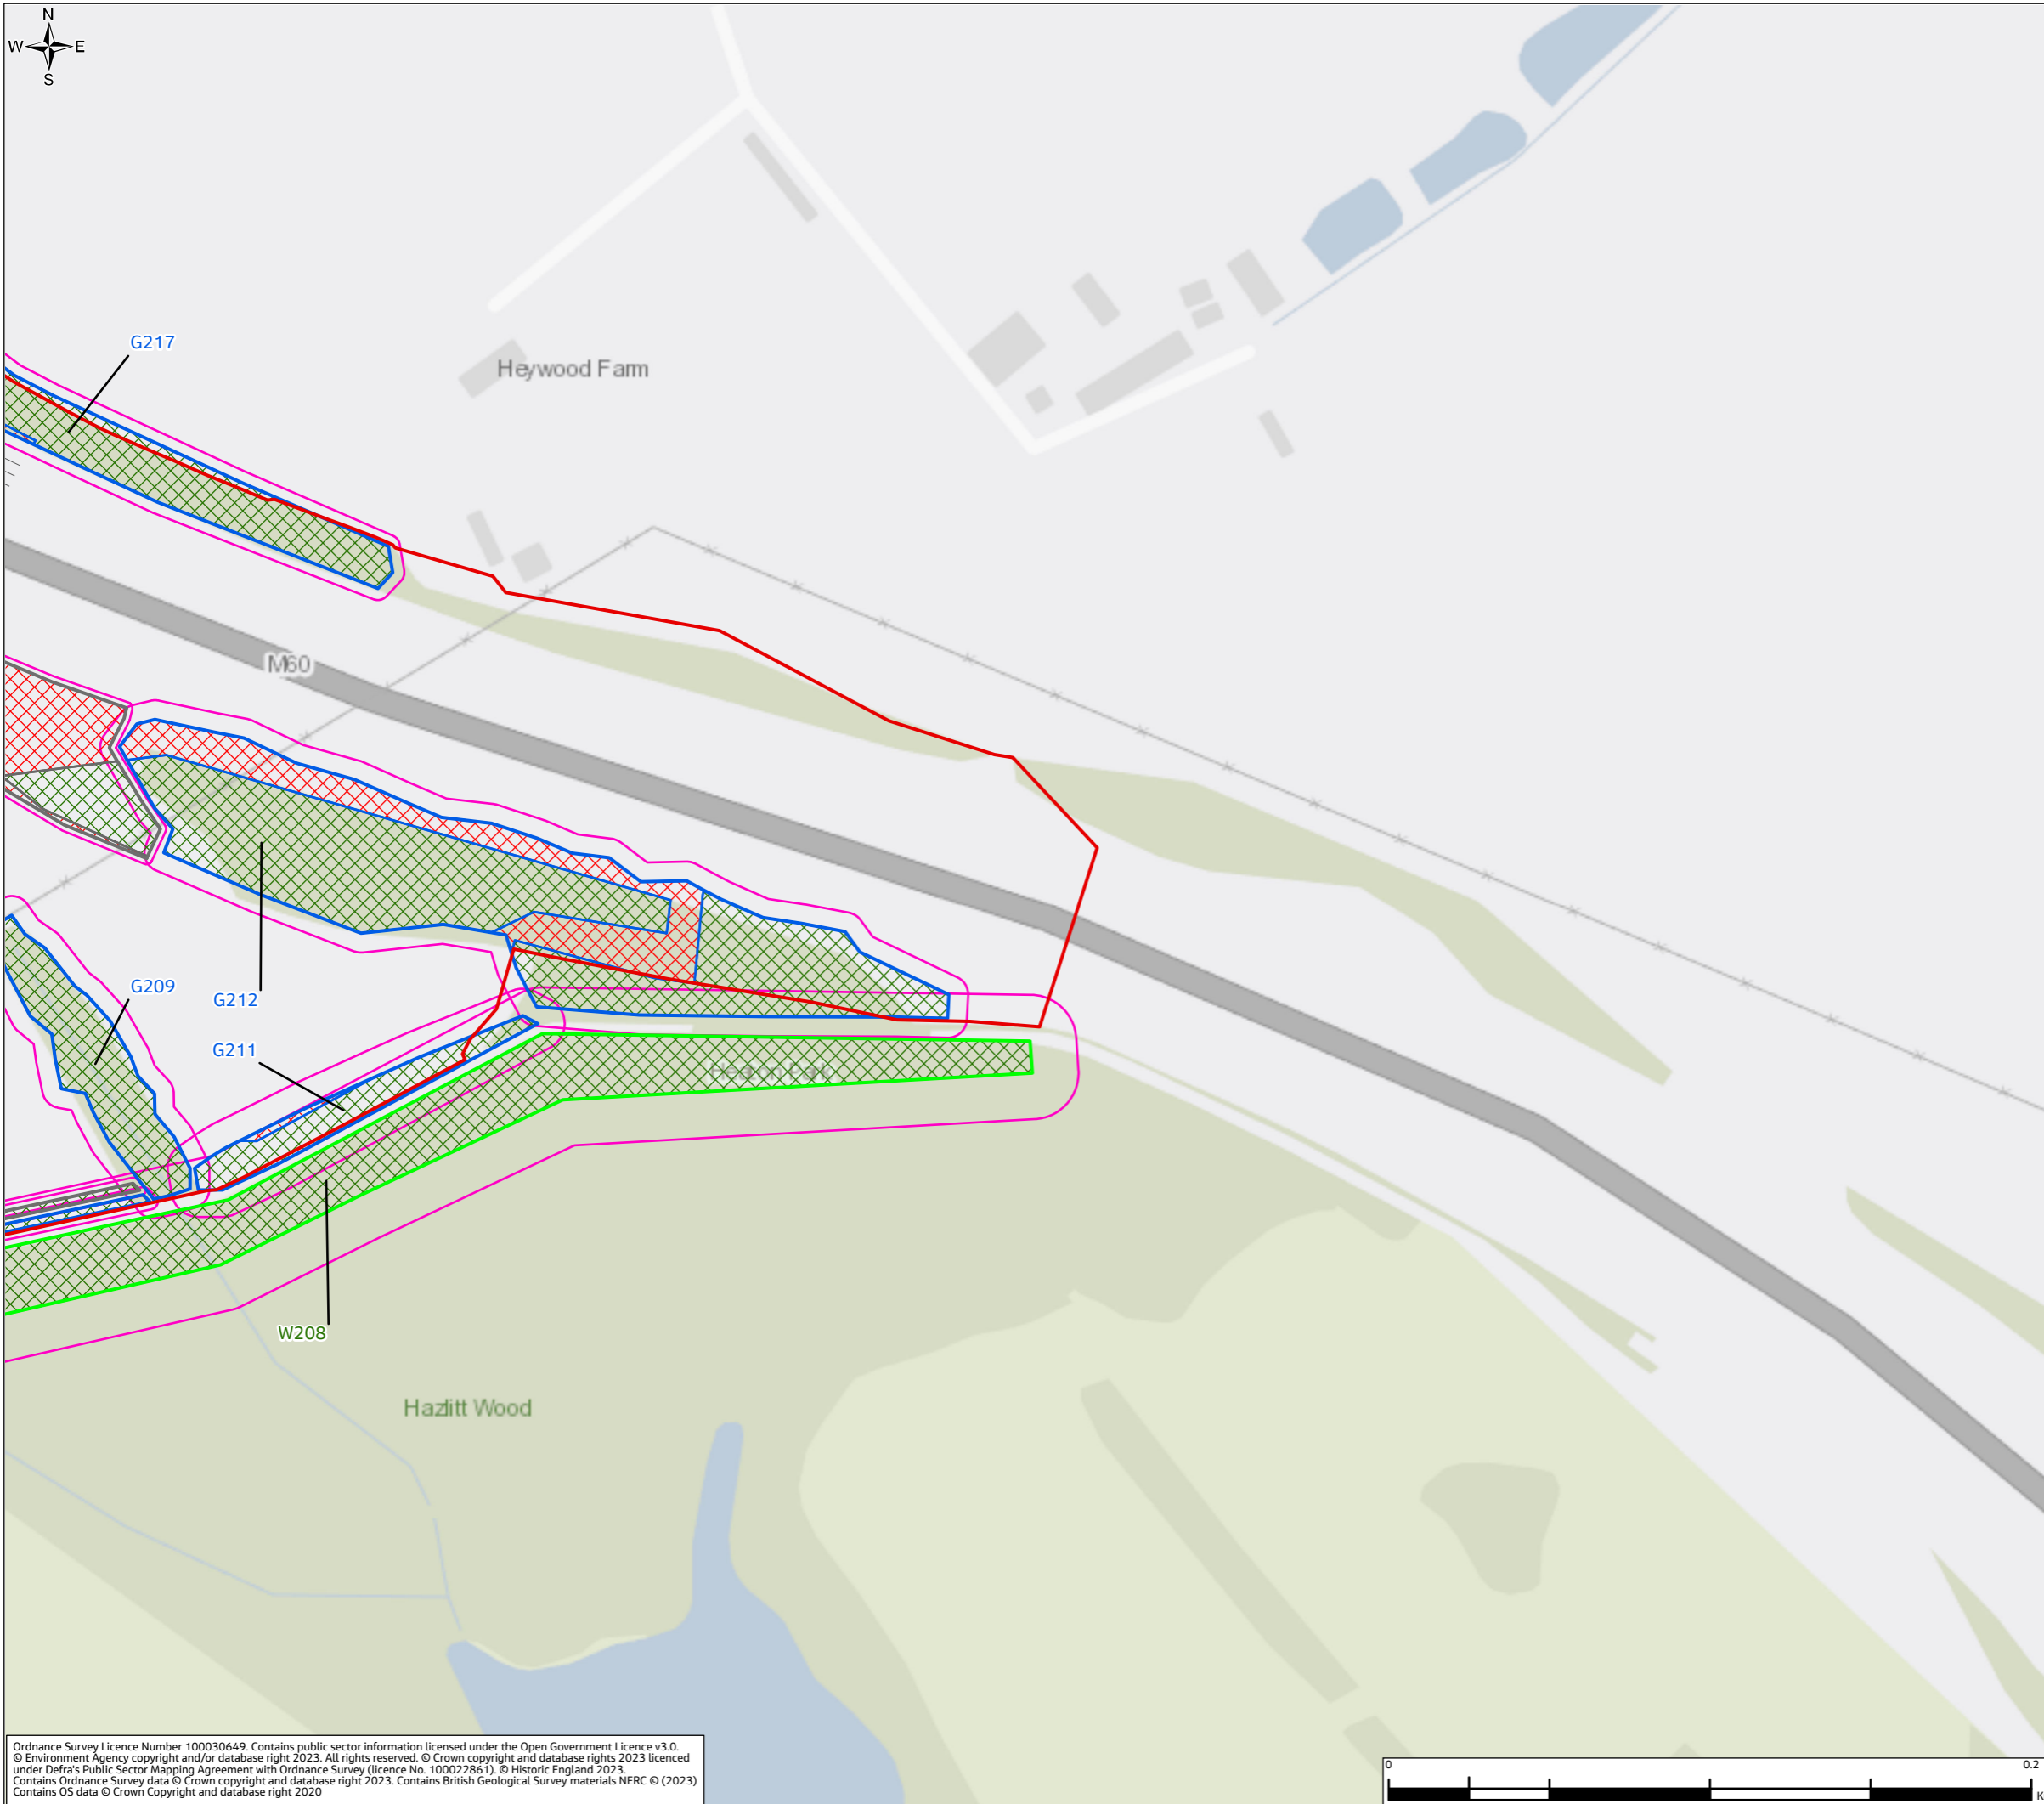 N
W E
S
G217
Heywood Farm
M60
G209
G212
G211
Heaton Park
W208
Hazlitt Wood
Ordnance Survey Licence Number 100030649. Contains public sector information licensed under the Open Government Licence v3.0.
© Environment Agency copyright and/or database right 2023. All rights reserved. © Crown copyright and database rights 2023 licenced
under Defra's Public Sector Mapping Agreement with Ordnance Survey (licence No. 100022861). © Historic England 2023.
Contains Ordnance Survey data © Crown copyright and database right 2023. Contains British Geological Survey materials NERC © (2023)
Contains OS data © Crown Copyright and database right 2020
0 0.2